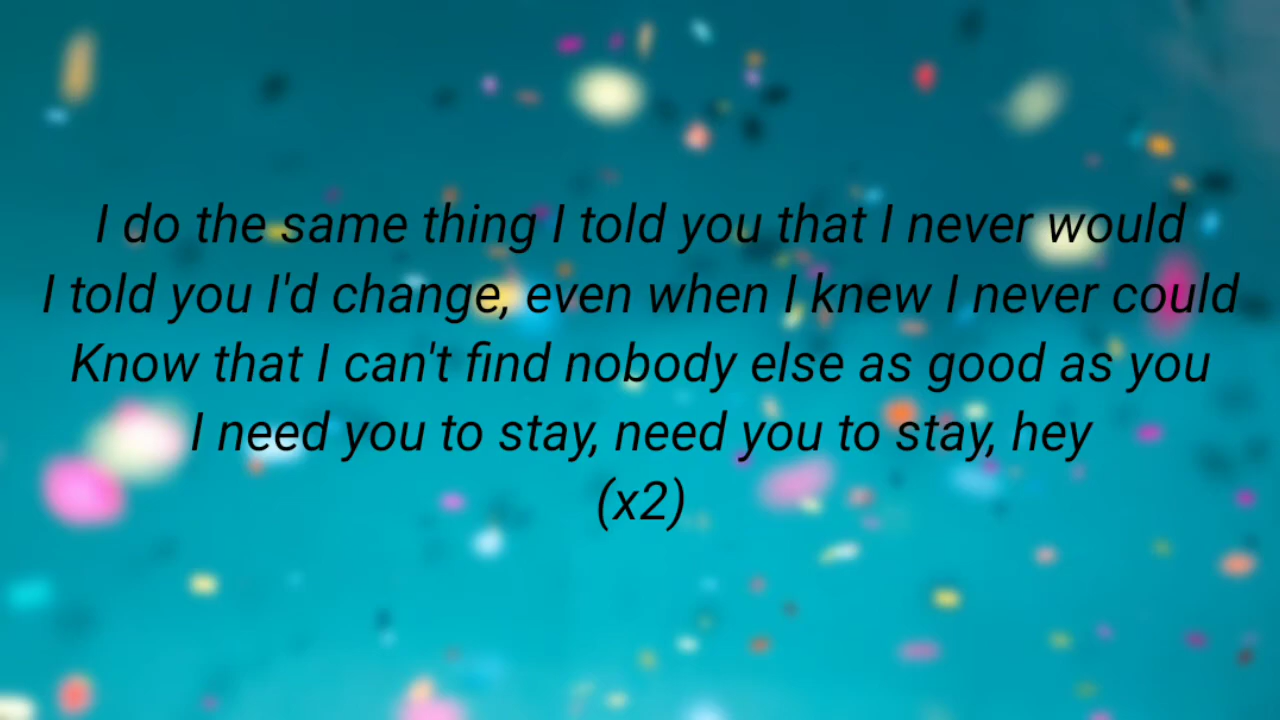 I do the same thing I told you that I never would
I told you I'd change, even when I knew I never could
Know that I can't find nobody else as good as you
I need you to stay, need you to stay, hey
(x2)